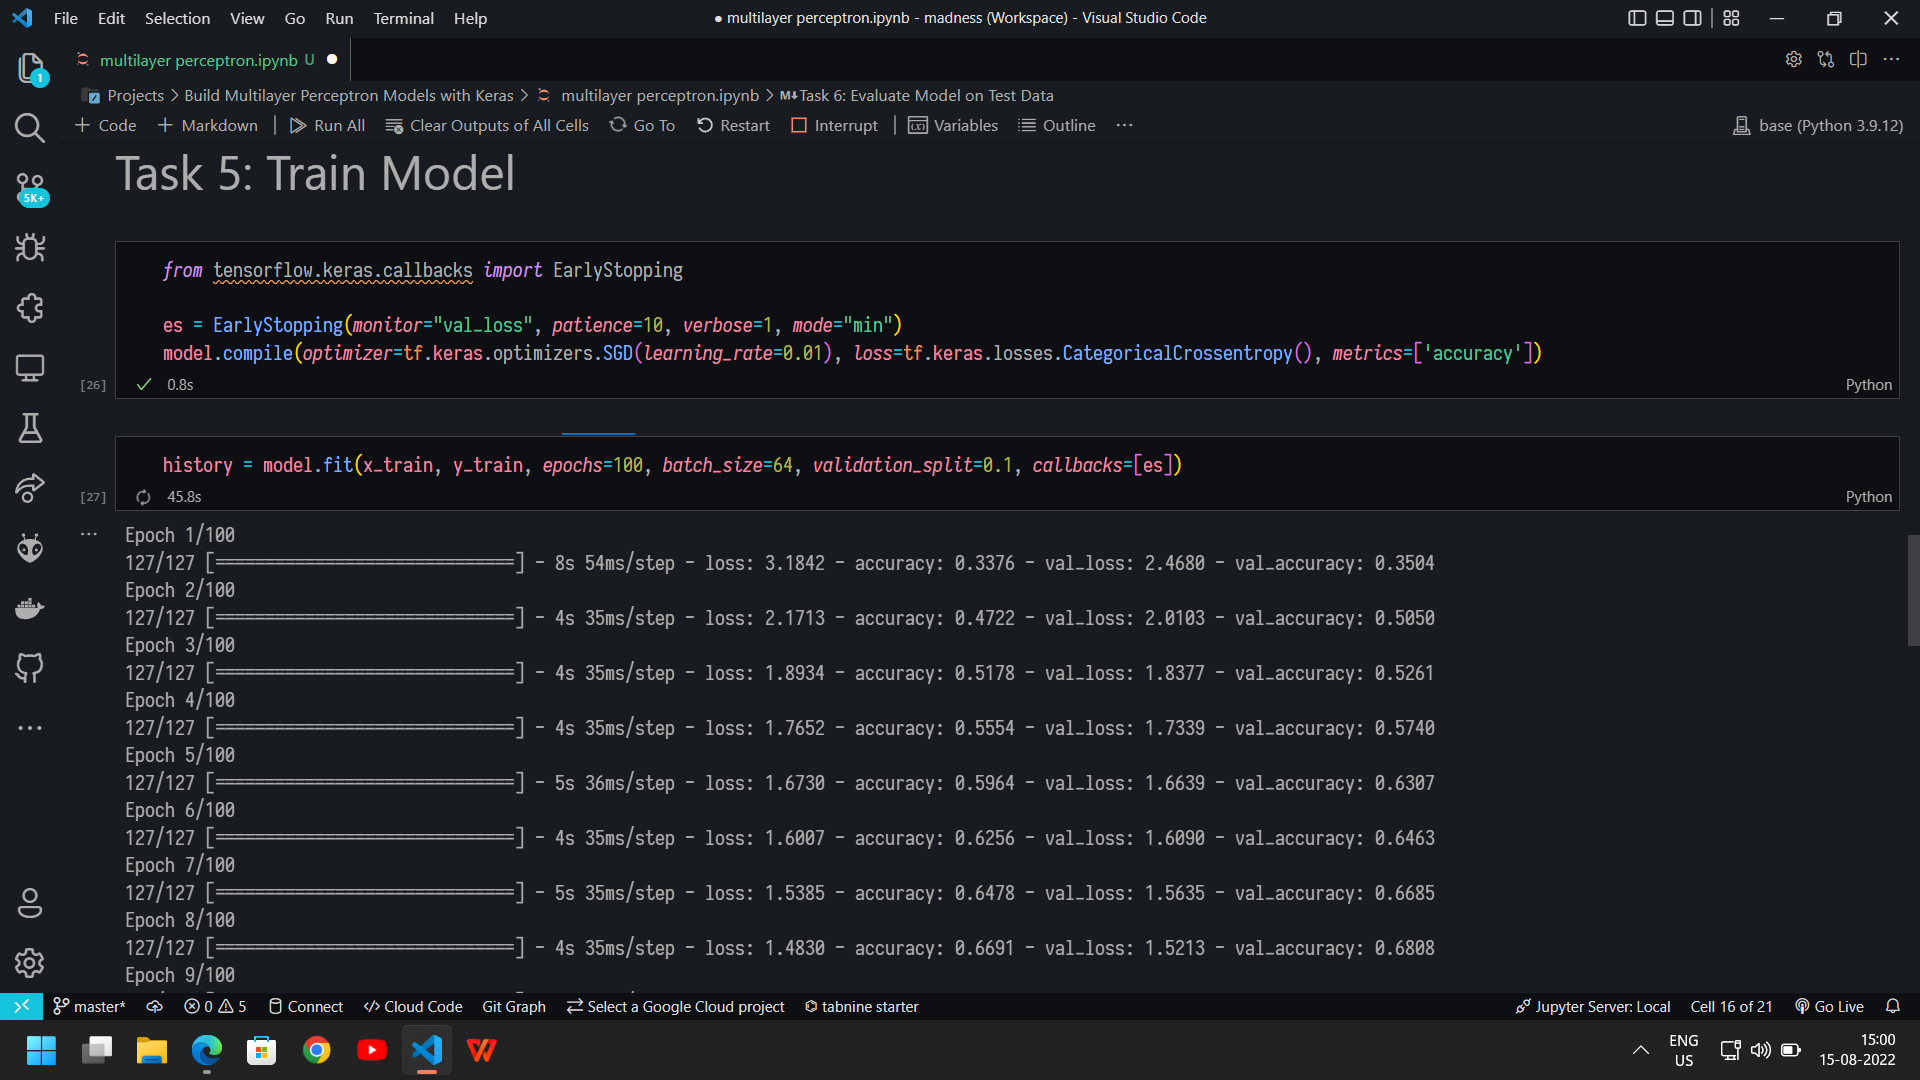 File Edit Selection View Go Run Terminal Help
● multilayer perceptron.ipynb - madness (Workspace) - Visual Studio Code
multilayer perceptron.ipynb U ●
Projects > Build Multilayer Perceptron Models with Keras > multilayer perceptron.ipynb > M↓Task 6: Evaluate Model on Test Data
+ Code + Markdown | Run All Clear Outputs of All Cells Go To Restart Interrupt | Variables Outline ···
base (Python 3.9.12)
1
5K+
Task 5: Train Model
from tensorflow.keras.callbacks import EarlyStopping
es = EarlyStopping(monitor="val_loss", patience=10, verbose=1, mode="min")
model.compile(optimizer=tf.keras.optimizers.SGD(learning_rate=0.01), loss=tf.keras.losses.CategoricalCrossentropy(), metrics=['accuracy'])
[26] 0.8s Python
history = model.fit(x_train, y_train, epochs=100, batch_size=64, validation_split=0.1, callbacks=[es])
[27] 45.8s Python
Epoch 1/100
127/127 [==============================] - 8s 54ms/step - loss: 3.1842 - accuracy: 0.3376 - val_loss: 2.4680 - val_accuracy: 0.3504
Epoch 2/100
127/127 [==============================] - 4s 35ms/step - loss: 2.1713 - accuracy: 0.4722 - val_loss: 2.0103 - val_accuracy: 0.5050
Epoch 3/100
127/127 [==============================] - 4s 35ms/step - loss: 1.8934 - accuracy: 0.5178 - val_loss: 1.8377 - val_accuracy: 0.5261
Epoch 4/100
127/127 [==============================] - 4s 35ms/step - loss: 1.7652 - accuracy: 0.5554 - val_loss: 1.7339 - val_accuracy: 0.5740
Epoch 5/100
127/127 [==============================] - 5s 36ms/step - loss: 1.6730 - accuracy: 0.5964 - val_loss: 1.6639 - val_accuracy: 0.6307
Epoch 6/100
127/127 [==============================] - 4s 35ms/step - loss: 1.6007 - accuracy: 0.6256 - val_loss: 1.6090 - val_accuracy: 0.6463
Epoch 7/100
127/127 [==============================] - 5s 35ms/step - loss: 1.5385 - accuracy: 0.6478 - val_loss: 1.5635 - val_accuracy: 0.6685
Epoch 8/100
127/127 [==============================] - 4s 35ms/step - loss: 1.4830 - accuracy: 0.6691 - val_loss: 1.5213 - val_accuracy: 0.6808
Epoch 9/100
master* 0 5 Connect </> Cloud Code Git Graph Select a Google Cloud project tabnine starter
Jupyter Server: Local Cell 16 of 21 Go Live
ENG
US
15:00
15-08-2022